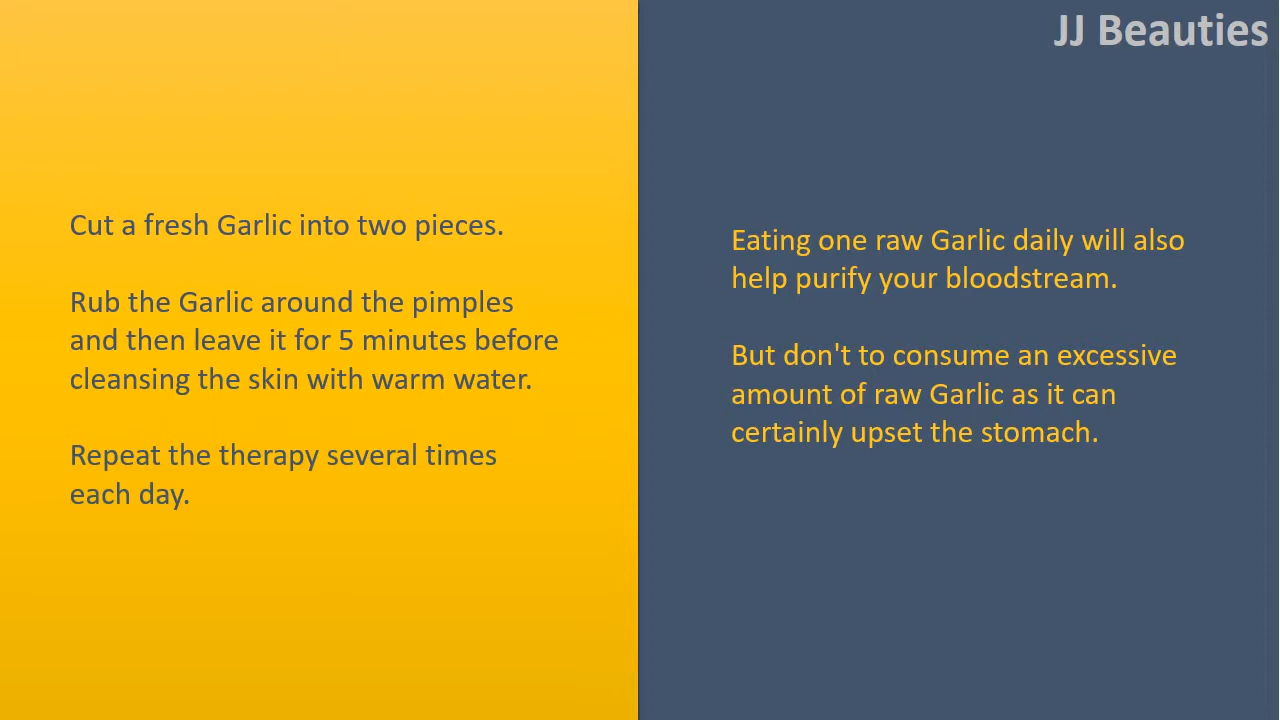 JJ Beauties
Cut a fresh Garlic into two pieces.
Rub the Garlic around the pimples
and then leave it for 5 minutes before
cleansing the skin with warm water.
Repeat the therapy several times
each day.
Eating one raw Garlic daily will also
help purify your bloodstream.
But don't to consume an excessive
amount of raw Garlic as it can
certainly upset the stomach.